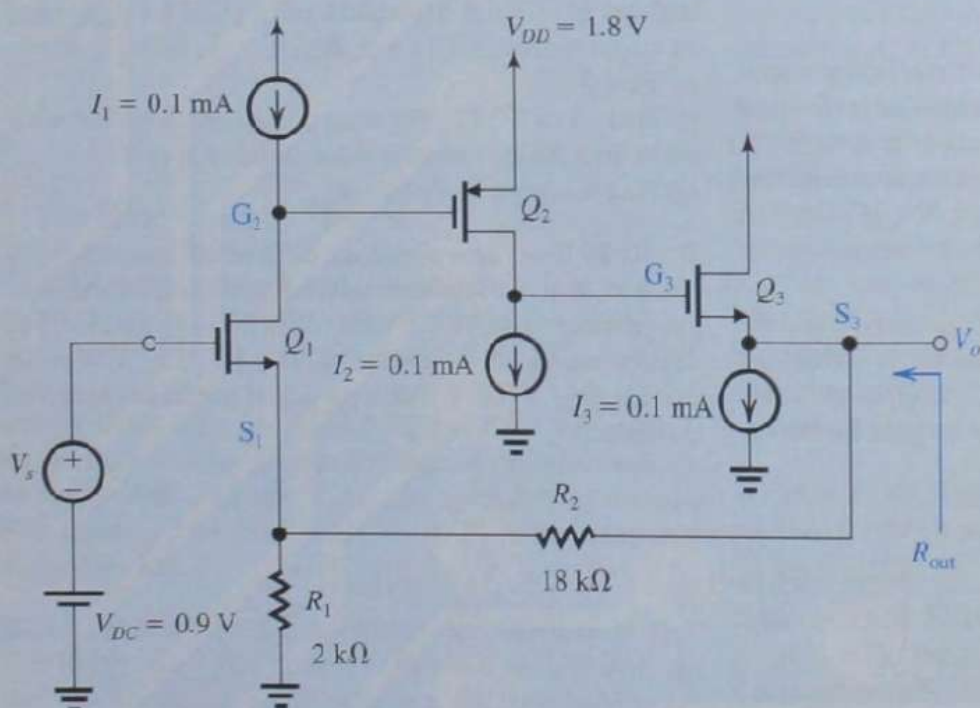 V_DD = 1.8 V
I_1 = 0.1 mA
G_2
Q_2
G_3
Q_3
S_3
V_o
Q_1
I_2 = 0.1 mA
I_3 = 0.1 mA
S_1
V_s
+
−
R_2
18 kΩ
R_out
R_1
2 kΩ
V_DC = 0.9 V